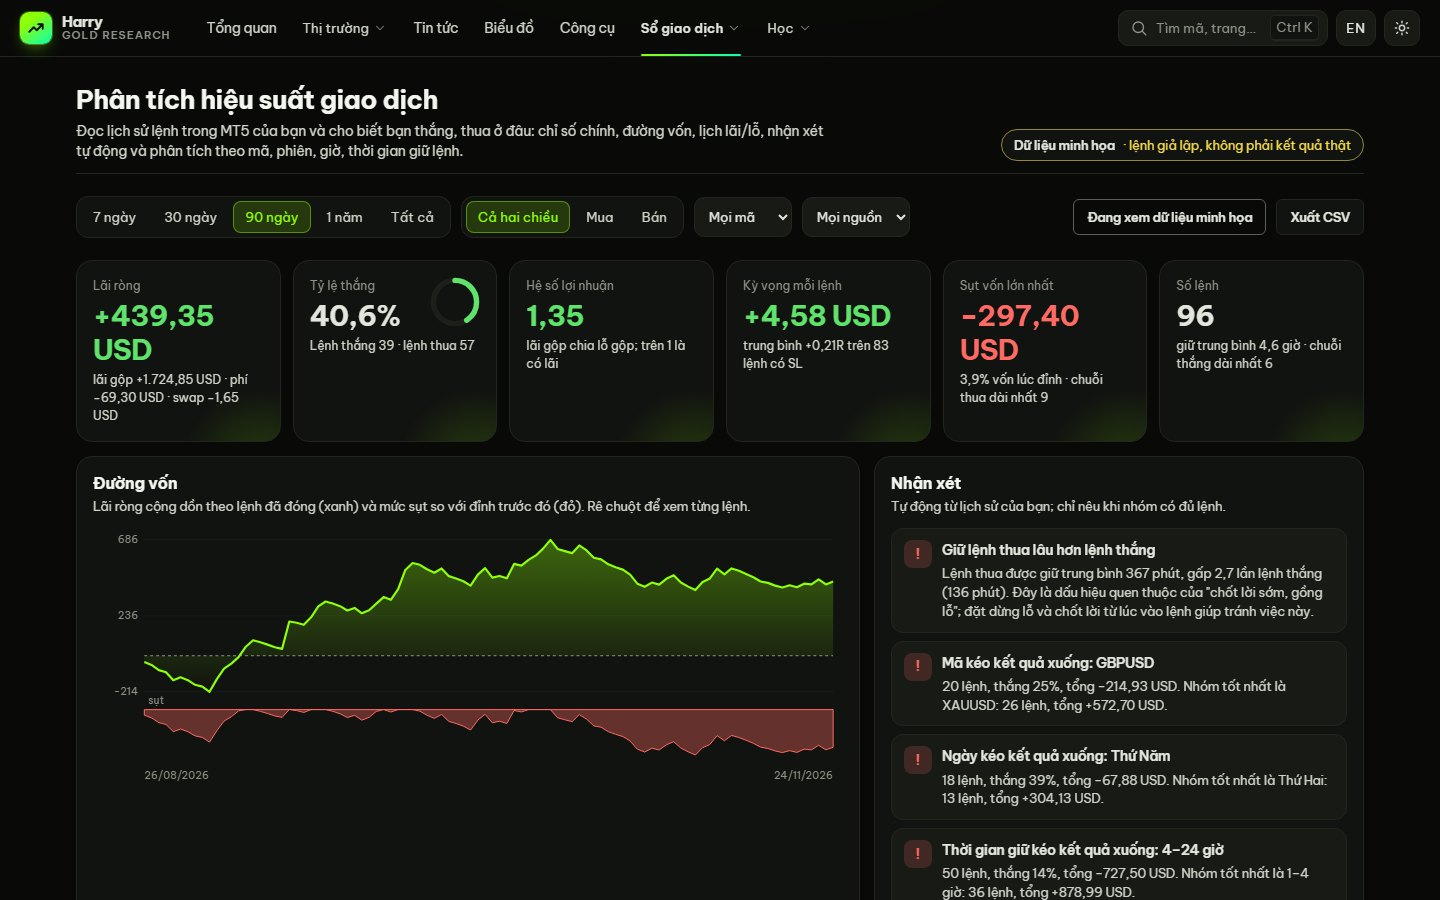 Harry
GOLD RESEARCH
Tổng quan
Thị trường
Tin tức
Biểu đồ
Công cụ
Sổ giao dịch
Học
Tìm mã, trang...
Ctrl K
EN
Phân tích hiệu suất giao dịch
Đọc lịch sử lệnh trong MT5 của bạn và cho biết bạn thắng, thua ở đâu: chỉ số chính, đường vốn, lịch lãi/lỗ, nhận xét
tự động và phân tích theo mã, phiên, giờ, thời gian giữ lệnh.
Dữ liệu minh họa · lệnh giả lập, không phải kết quả thật
7 ngày
30 ngày
90 ngày
1 năm
Tất cả
Cả hai chiều
Mua
Bán
Mọi mã
Mọi nguồn
Đang xem dữ liệu minh họa
Xuất CSV
Lãi ròng
+439,35
USD
lãi gộp +1.724,85 USD · phí
−69,30 USD · swap −1,65
USD
Tỷ lệ thắng
40,6%
Lệnh thắng 39 · lệnh thua 57
Hệ số lợi nhuận
1,35
lãi gộp chia lỗ gộp; trên 1 là
có lãi
Kỳ vọng mỗi lệnh
+4,58 USD
trung bình +0,21R trên 83
lệnh có SL
Sụt vốn lớn nhất
−297,40
USD
3,9% vốn lúc đỉnh · chuỗi
thua dài nhất 9
Số lệnh
96
giữ trung bình 4,6 giờ · chuỗi
thắng dài nhất 6
Đường vốn
Lãi ròng cộng dồn theo lệnh đã đóng (xanh) và mức sụt so với đỉnh trước đó (đỏ). Rê chuột để xem từng lệnh.
686
236
-214
sụt
26/08/2026
24/11/2026
Nhận xét
Tự động từ lịch sử của bạn; chỉ nêu khi nhóm có đủ lệnh.
!
Giữ lệnh thua lâu hơn lệnh thắng
Lệnh thua được giữ trung bình 367 phút, gấp 2,7 lần lệnh thắng
(136 phút). Đây là dấu hiệu quen thuộc của "chốt lời sớm, gồng
lỗ"; đặt dừng lỗ và chốt lời từ lúc vào lệnh giúp tránh việc này.
!
Mã kéo kết quả xuống: GBPUSD
20 lệnh, thắng 25%, tổng −214,93 USD. Nhóm tốt nhất là
XAUUSD: 26 lệnh, tổng +572,70 USD.
!
Ngày kéo kết quả xuống: Thứ Năm
18 lệnh, thắng 39%, tổng −67,88 USD. Nhóm tốt nhất là Thứ Hai:
13 lệnh, tổng +304,13 USD.
!
Thời gian giữ kéo kết quả xuống: 4–24 giờ
50 lệnh, thắng 14%, tổng −727,50 USD. Nhóm tốt nhất là 1–4
giờ: 36 lệnh, tổng +878,99 USD.